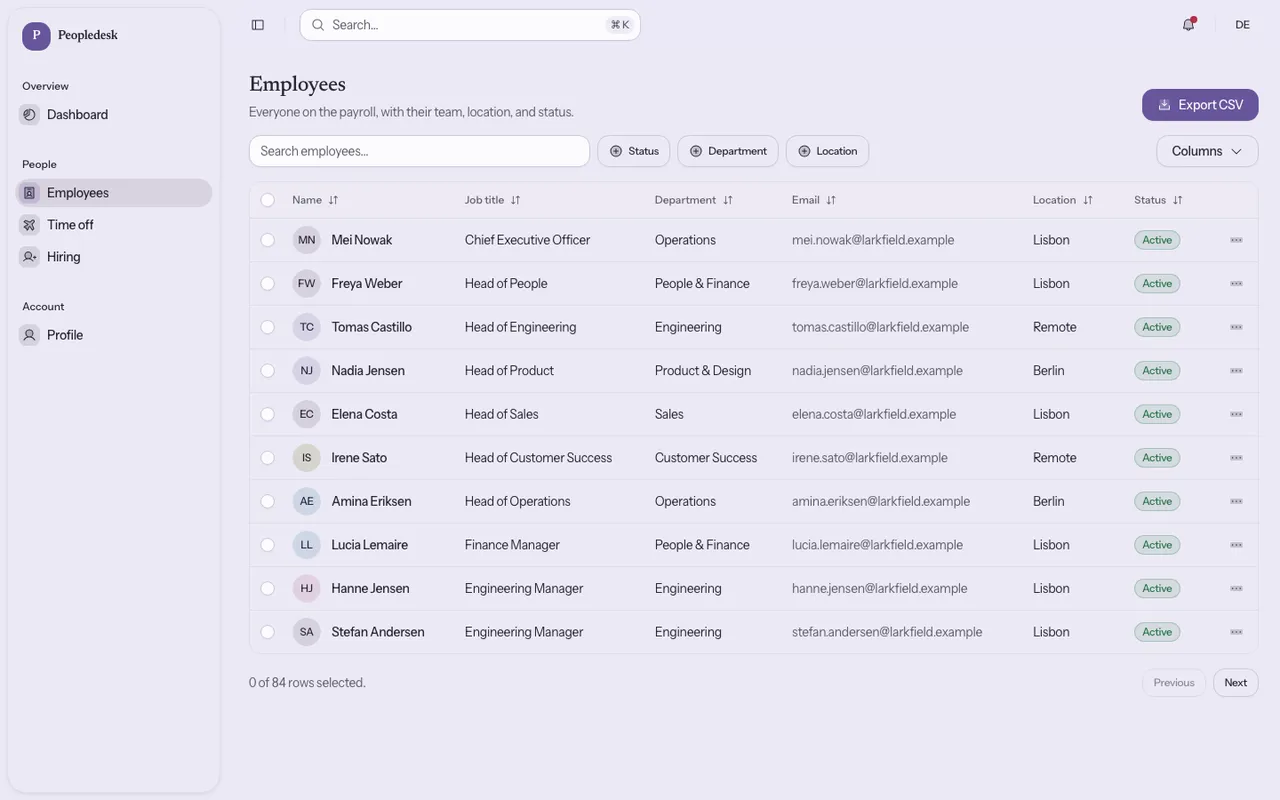 P Peopledesk
Search... ⌘ K
DE
Overview
Dashboard
People
Employees
Time off
Hiring
Account
Profile
Employees
Everyone on the payroll, with their team, location, and status.
Export CSV
Search employees...
Status
Department
Location
Columns
Name Job title Department Email Location Status
MN Mei Nowak Chief Executive Officer Operations mei.nowak@larkfield.example Lisbon Active
FW Freya Weber Head of People People & Finance freya.weber@larkfield.example Lisbon Active
TC Tomas Castillo Head of Engineering Engineering tomas.castillo@larkfield.example Remote Active
NJ Nadia Jensen Head of Product Product & Design nadia.jensen@larkfield.example Berlin Active
EC Elena Costa Head of Sales Sales elena.costa@larkfield.example Lisbon Active
IS Irene Sato Head of Customer Success Customer Success irene.sato@larkfield.example Remote Active
AE Amina Eriksen Head of Operations Operations amina.eriksen@larkfield.example Berlin Active
LL Lucia Lemaire Finance Manager People & Finance lucia.lemaire@larkfield.example Lisbon Active
HJ Hanne Jensen Engineering Manager Engineering hanne.jensen@larkfield.example Lisbon Active
SA Stefan Andersen Engineering Manager Engineering stefan.andersen@larkfield.example Lisbon Active
0 of 84 rows selected.
Previous
Next